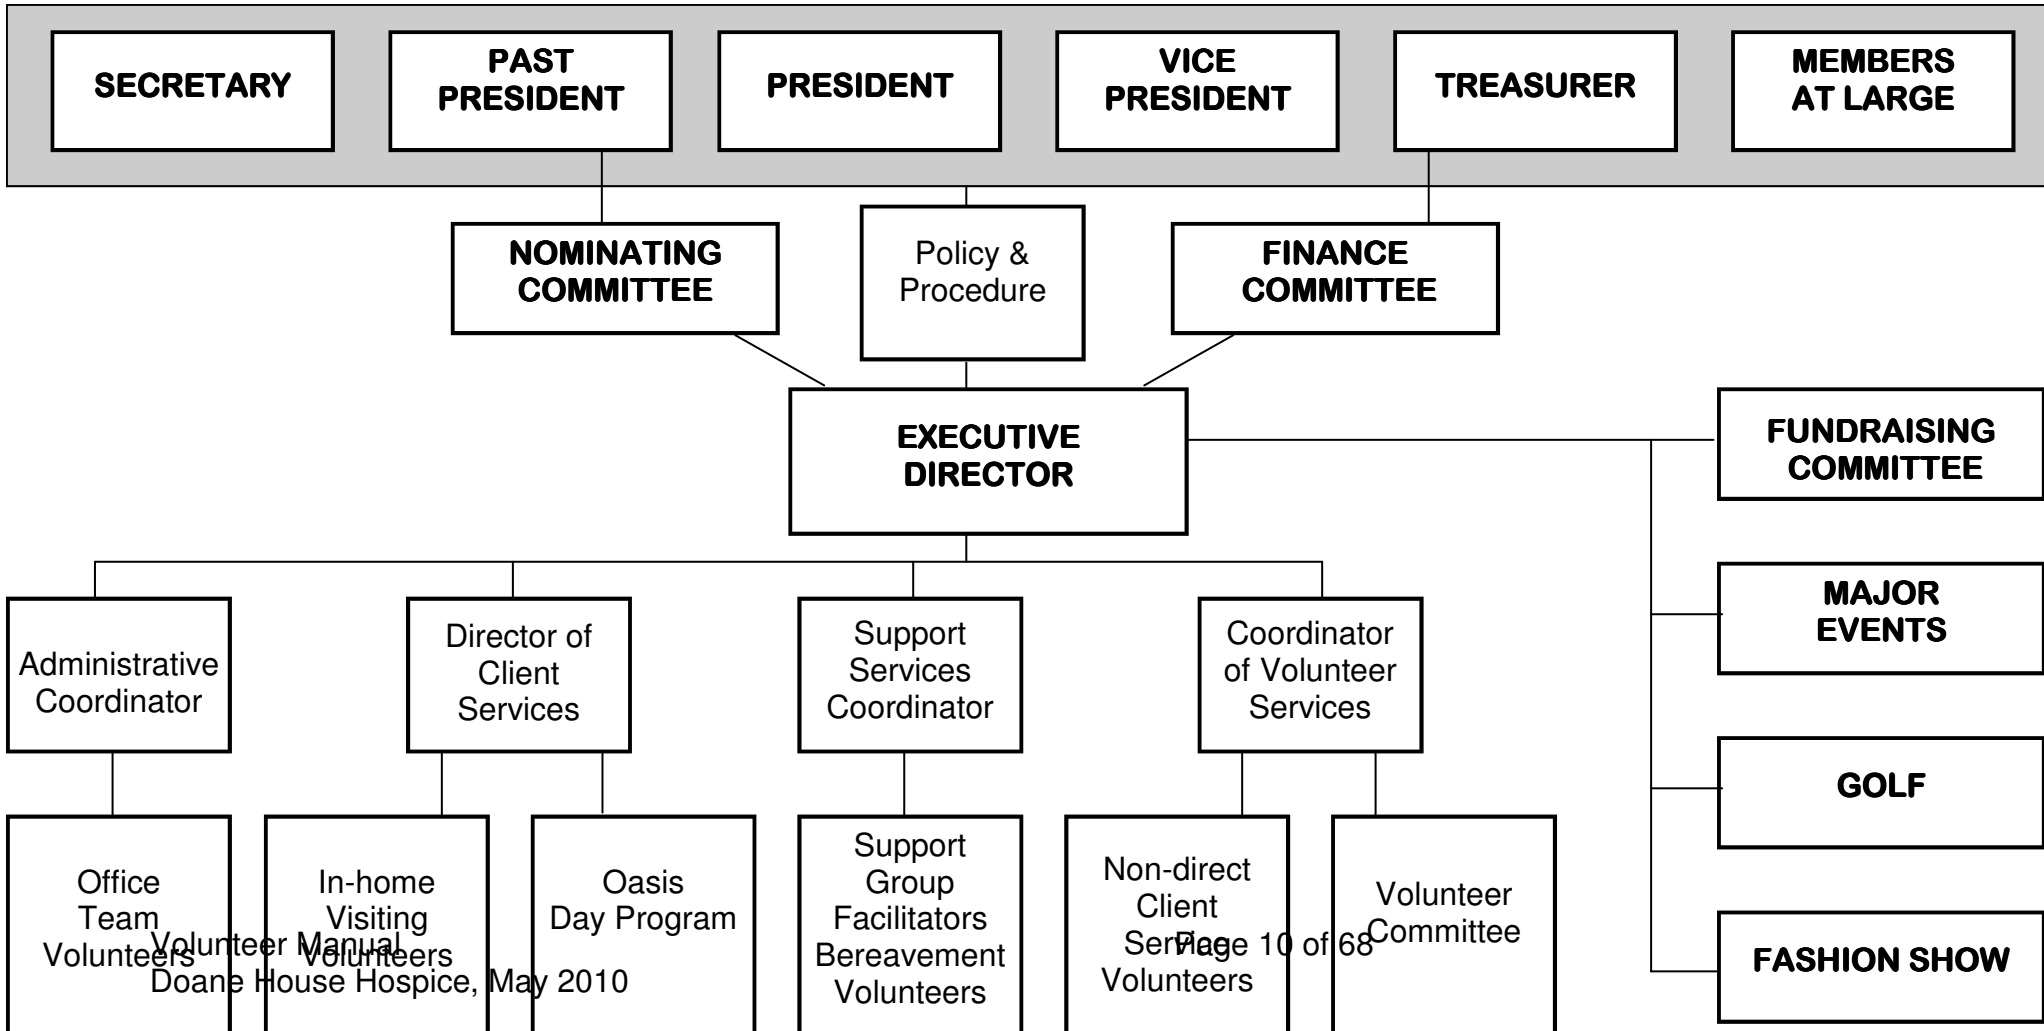 SECRETARY
PAST
PRESIDENT
PRESIDENT
VICE
PRESIDENT
TREASURER
MEMBERS
AT LARGE
NOMINATING
COMMITTEE
Policy &
Procedure
FINANCE
COMMITTEE
EXECUTIVE
DIRECTOR
FUNDRAISING
COMMITTEE
MAJOR
EVENTS
GOLF
FASHION SHOW
Administrative
Coordinator
Director of
Client
Services
Support
Services
Coordinator
Coordinator
of Volunteer
Services
Office
Team
Volunteers
In-home
Visiting
Volunteers
Oasis
Day Program
Support
Group
Facilitators
Bereavement
Volunteers
Non-direct
Client
Service
Volunteers
Volunteer
Committee
Volunteer Manual
Doane House Hospice, May 2010
Page 10 of 68